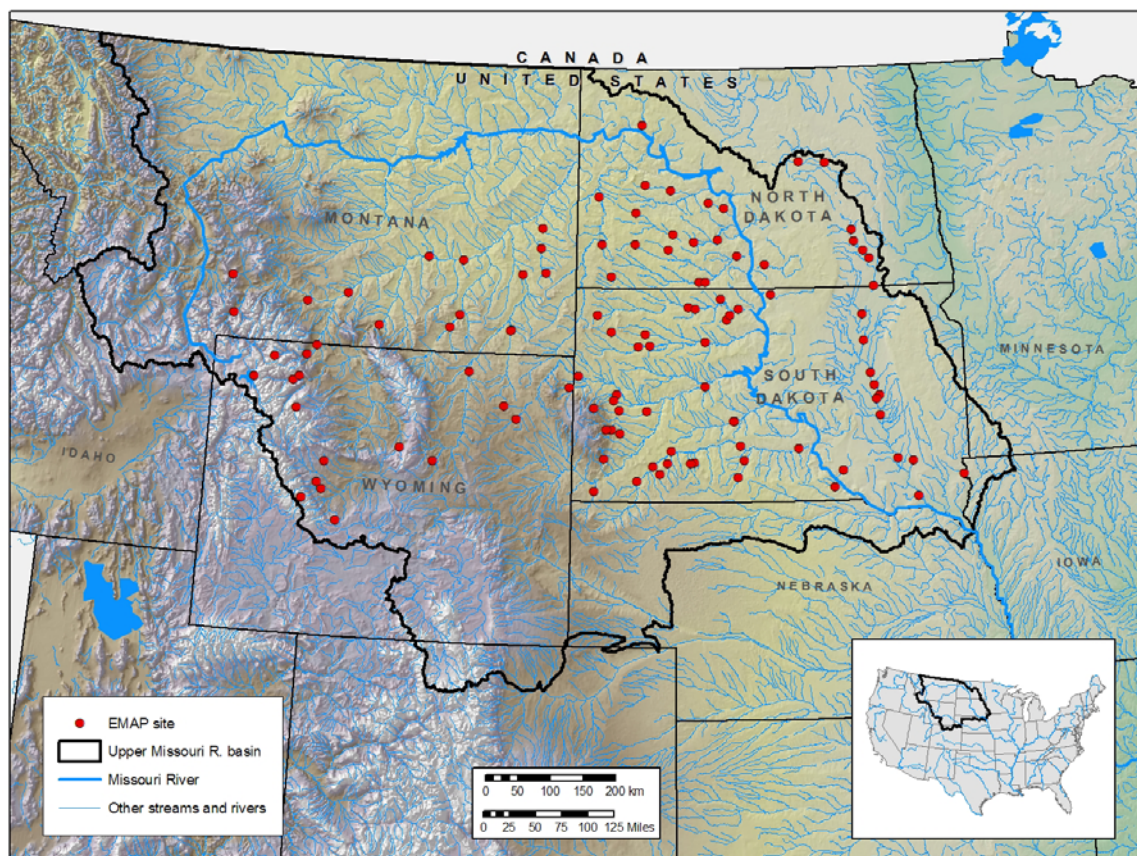 CANADA
UNITED STATES
MONTANA
NORTH
DAKOTA
MINNESOTA
SOUTH
DAKOTA
IDAHO
WYOMING
NEBRASKA
IOWA
EMAP site
Upper Missouri R. basin
Missouri River
Other streams and rivers
0 50 100 150 200 km
0 25 50 75 100 125 Miles